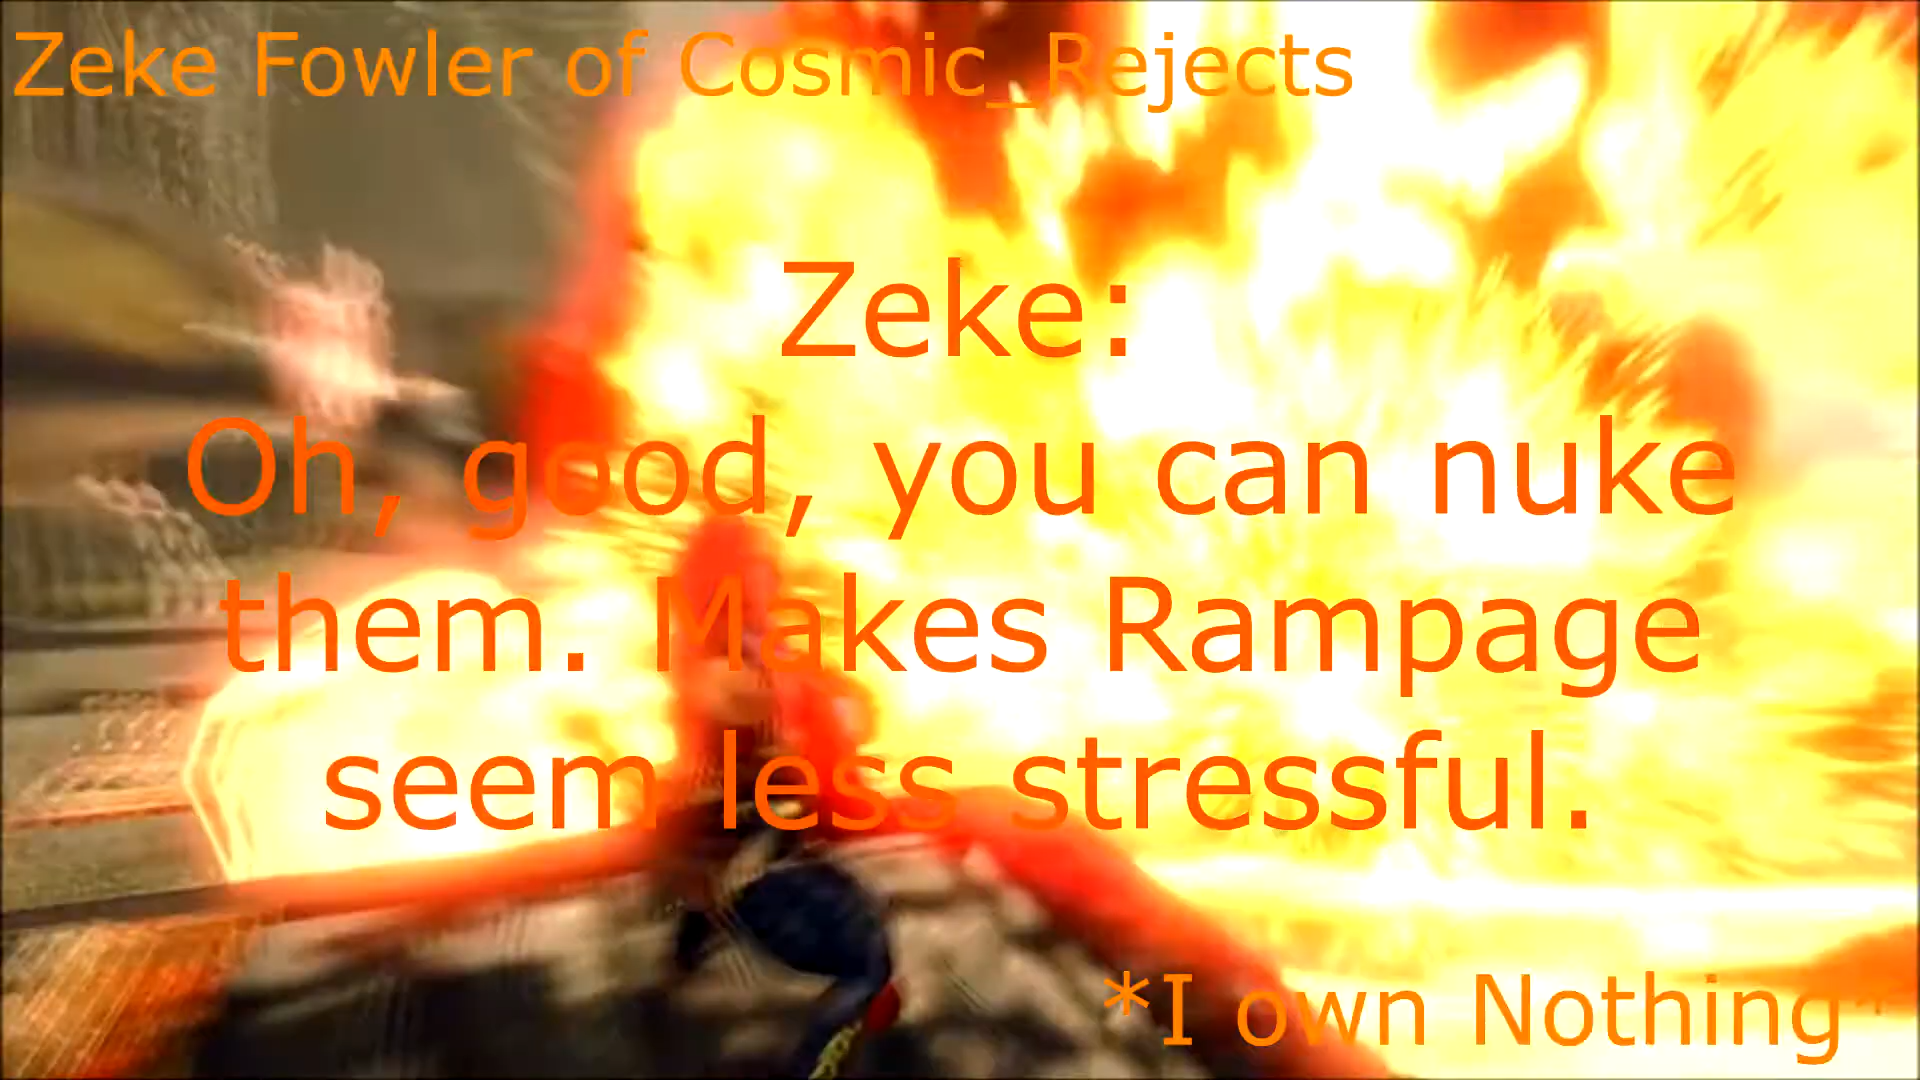 Zeke Fowler of Cosmic_Rejects
Zeke:
Oh, good, you can nuke
them. Makes Rampage
seem less stressful.
*I own Nothing*